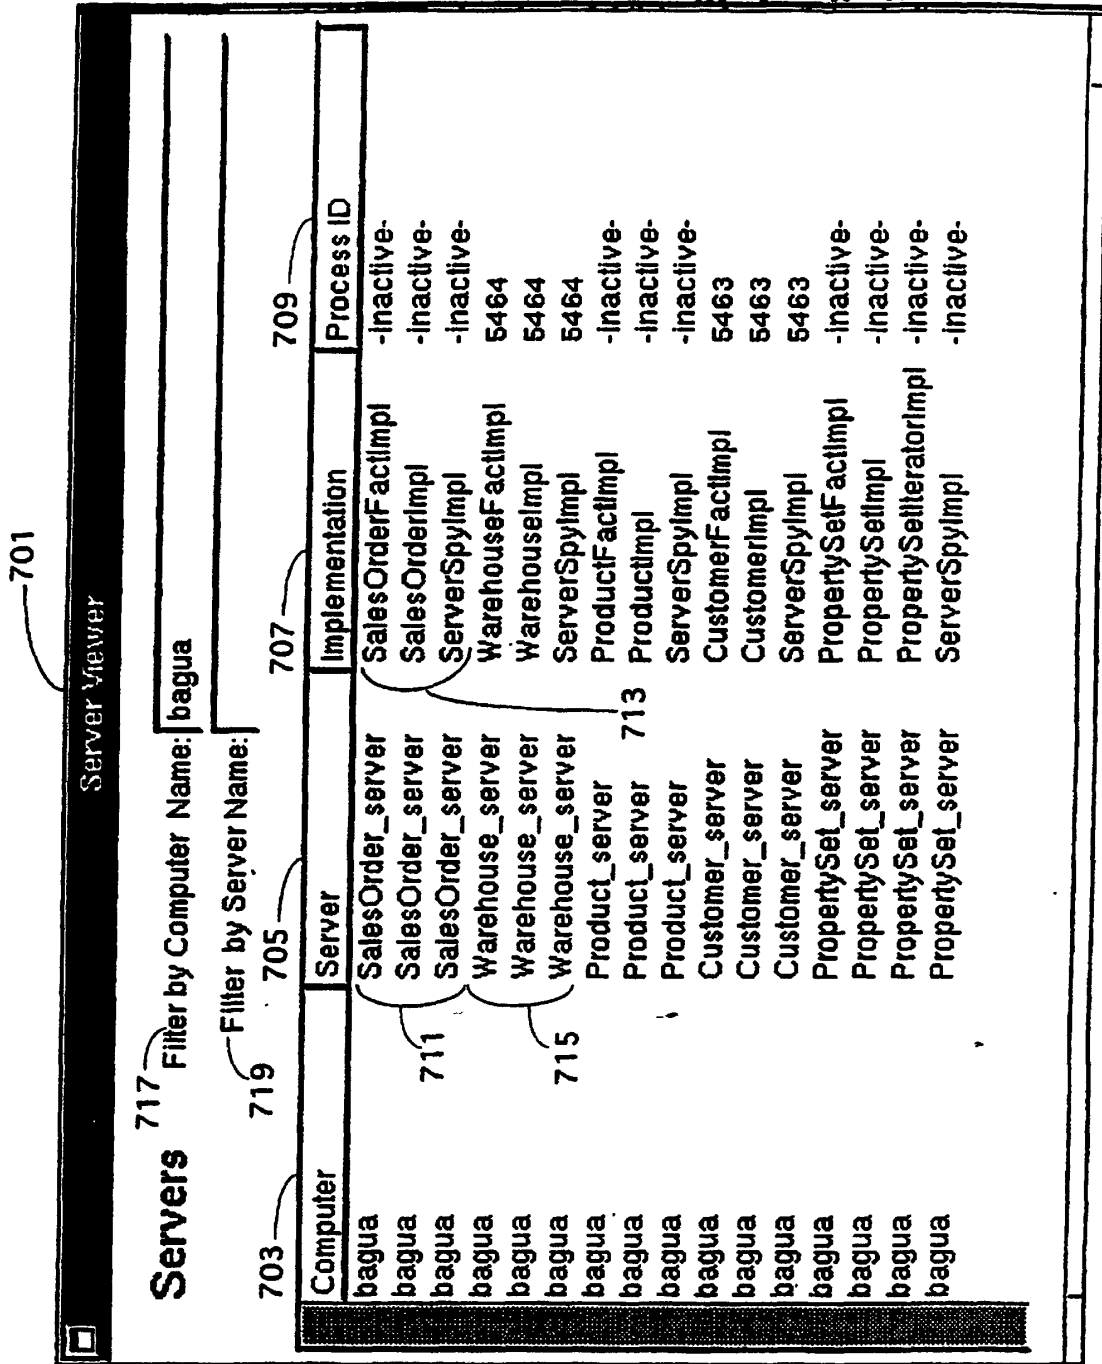 701
Server Viewer
Servers 717 Filter by Computer Name: bagua
719 Filter by Server Name:
703 705 707 709
Computer Server Implementation Process ID
bagua SalesOrder_server SalesOrderFactImpl -inactive-
bagua SalesOrder_server SalesOrderImpl -inactive-
bagua SalesOrder_server ServerSpyImpl -inactive-
bagua Warehouse_server WarehouseFactImpl 5464
bagua Warehouse_server WarehouseImpl 5464
bagua Warehouse_server ServerSpyImpl 5464
bagua Product_server ProductFactImpl -inactive-
bagua Product_server ProductImpl -inactive-
bagua Product_server ServerSpyImpl -inactive-
bagua Customer_server CustomerFactImpl 5463
bagua Customer_server CustomerImpl 5463
bagua Customer_server ServerSpyImpl 5463
bagua PropertySet_server PropertySetFactImpl -inactive-
bagua PropertySet_server PropertySetImpl -inactive-
bagua PropertySet_server PropertySetIteratorImpl -inactive-
bagua PropertySet_server ServerSpyImpl -inactive-
711
715
713